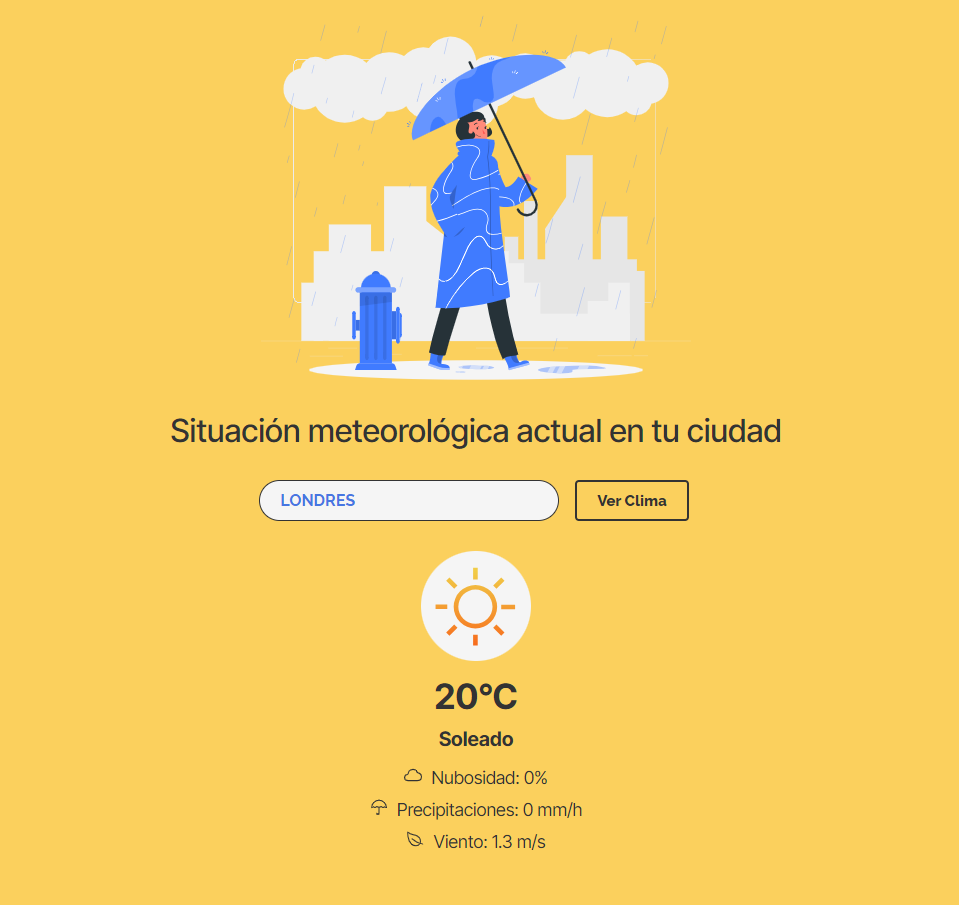 Situación meteorológica actual en tu ciudad
LONDRES
Ver Clima
20°C
Soleado
Nubosidad: 0%
Precipitaciones: 0 mm/h
Viento: 1.3 m/s